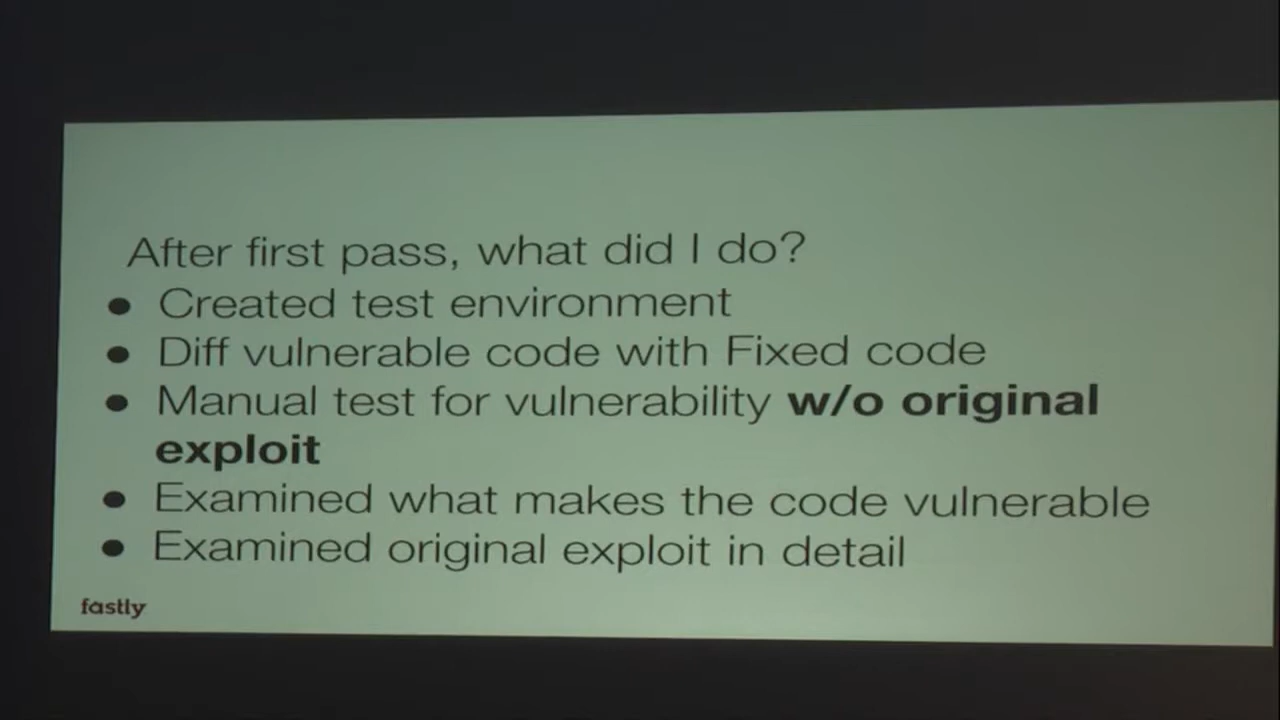 After first pass, what did I do?
● Created test environment
● Diff vulnerable code with Fixed code
● Manual test for vulnerability w/o original
exploit
● Examined what makes the code vulnerable
● Examined original exploit in detail
fastly